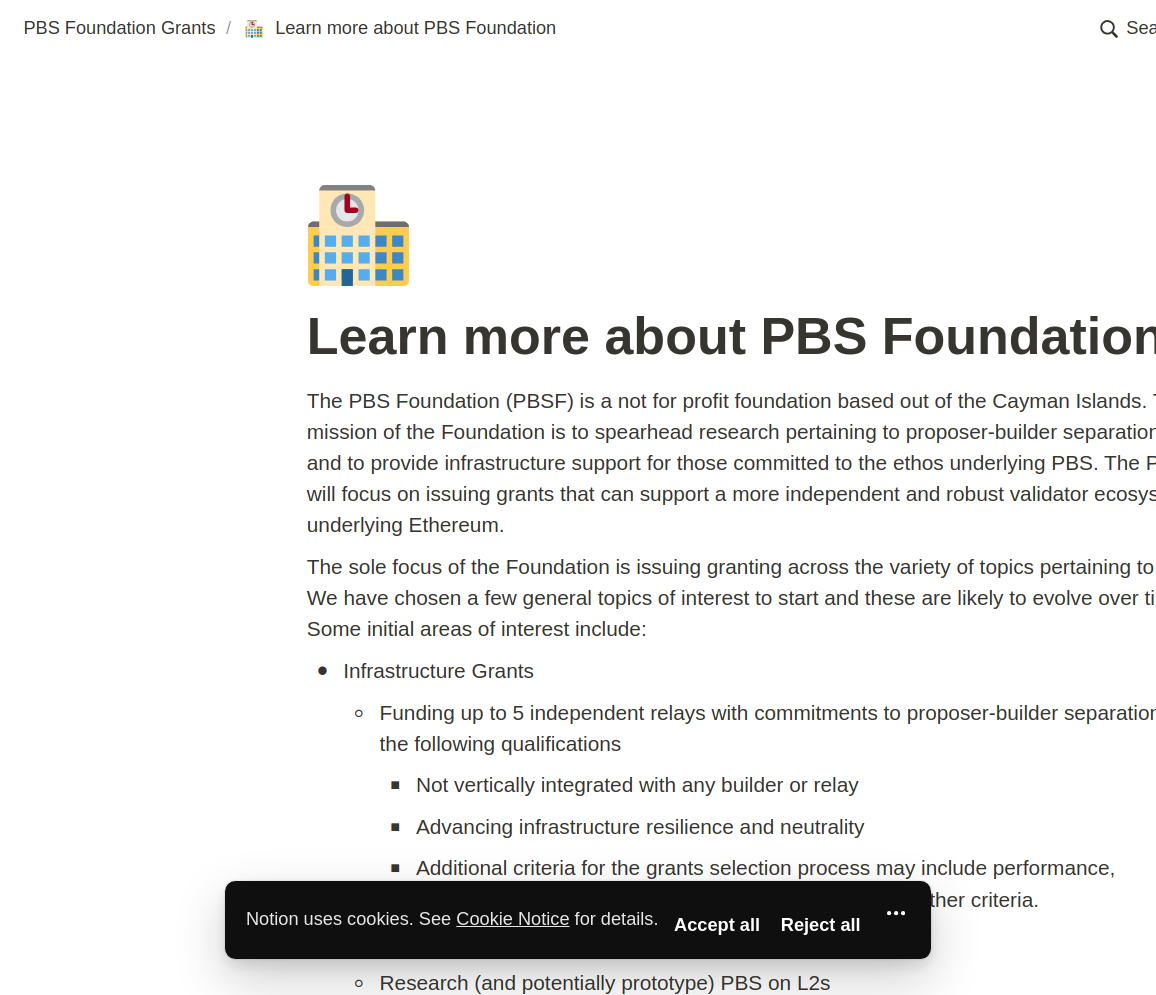 PBS Foundation Grants / Learn more about PBS Foundation
Sea
Learn more about PBS Foundation
The PBS Foundation (PBSF) is a not for profit foundation based out of the Cayman Islands.
mission of the Foundation is to spearhead research pertaining to proposer-builder separation
and to provide infrastructure support for those committed to the ethos underlying PBS. The
will focus on issuing grants that can support a more independent and robust validator ecosys
underlying Ethereum.
The sole focus of the Foundation is issuing granting across the variety of topics pertaining to
We have chosen a few general topics of interest to start and these are likely to evolve over ti
Some initial areas of interest include:
• Infrastructure Grants
◦ Funding up to 5 independent relays with commitments to proposer-builder separation
the following qualifications
▪ Not vertically integrated with any builder or relay
▪ Advancing infrastructure resilience and neutrality
▪ Additional criteria for the grants selection process may include performance,
ther criteria.
Notion uses cookies. See Cookie Notice for details. Accept all Reject all
◦ Research (and potentially prototype) PBS on L2s